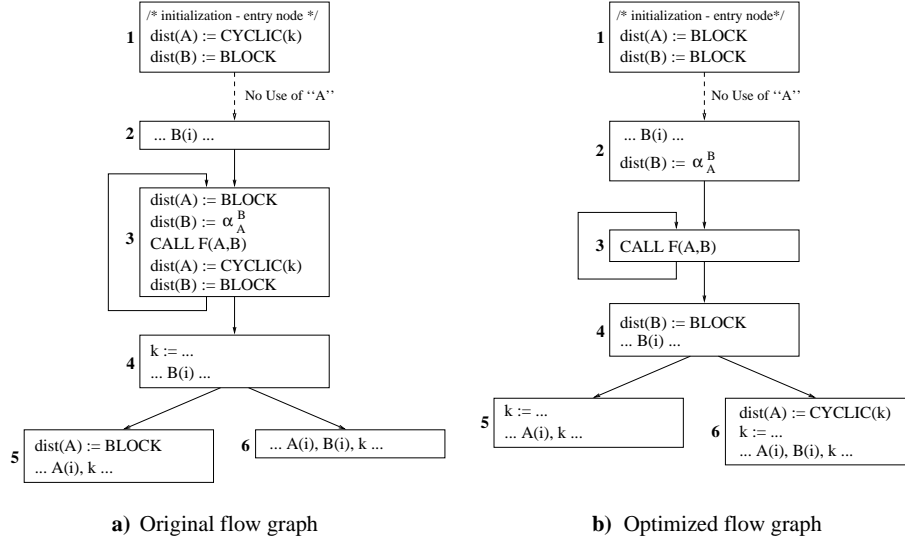 /* initialization - entry node */
1
dist(A) := CYCLIC(k)
dist(B) := BLOCK
No Use of ‘‘A’’
2
... B(i) ...
3
dist(A) := BLOCK
dist(B) := α_A^B
CALL F(A,B)
dist(A) := CYCLIC(k)
dist(B) := BLOCK
4
k := ...
... B(i) ...
5
dist(A) := BLOCK
... A(i), k ...
6
... A(i), B(i), k ...
a) Original flow graph
/* initialization - entry node*/
1
dist(A) := BLOCK
dist(B) := BLOCK
No Use of ‘‘A’’
2
... B(i) ...
dist(B) := α_A^B
3
CALL F(A,B)
4
dist(B) := BLOCK
... B(i) ...
5
k := ...
... A(i), k ...
6
dist(A) := CYCLIC(k)
k := ...
... A(i), B(i), k ...
b) Optimized flow graph